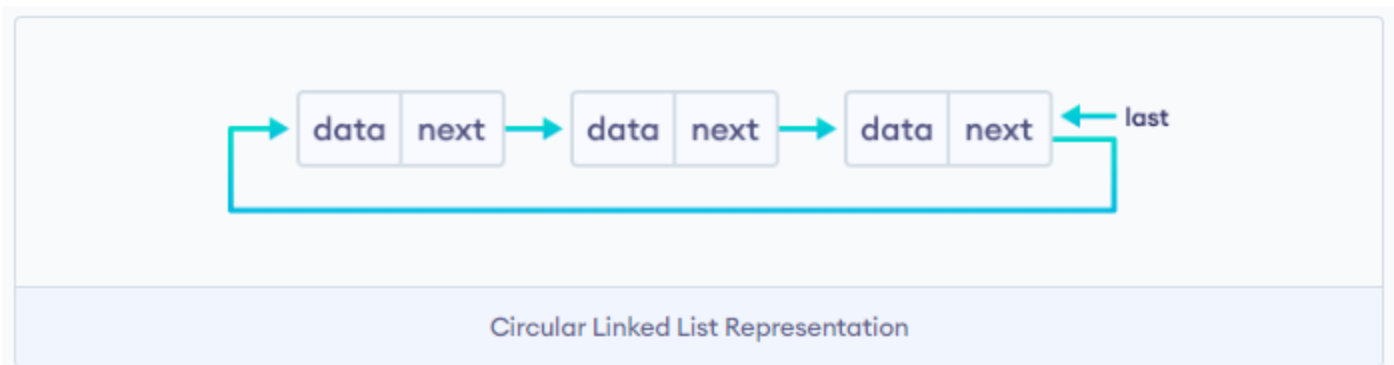 data next data next data next last
Circular Linked List Representation